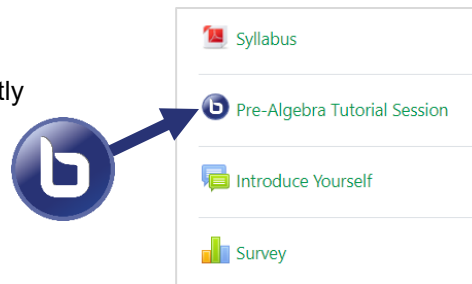 Syllabus
tly
Pre-Algebra Tutorial Session
Introduce Yourself
Survey